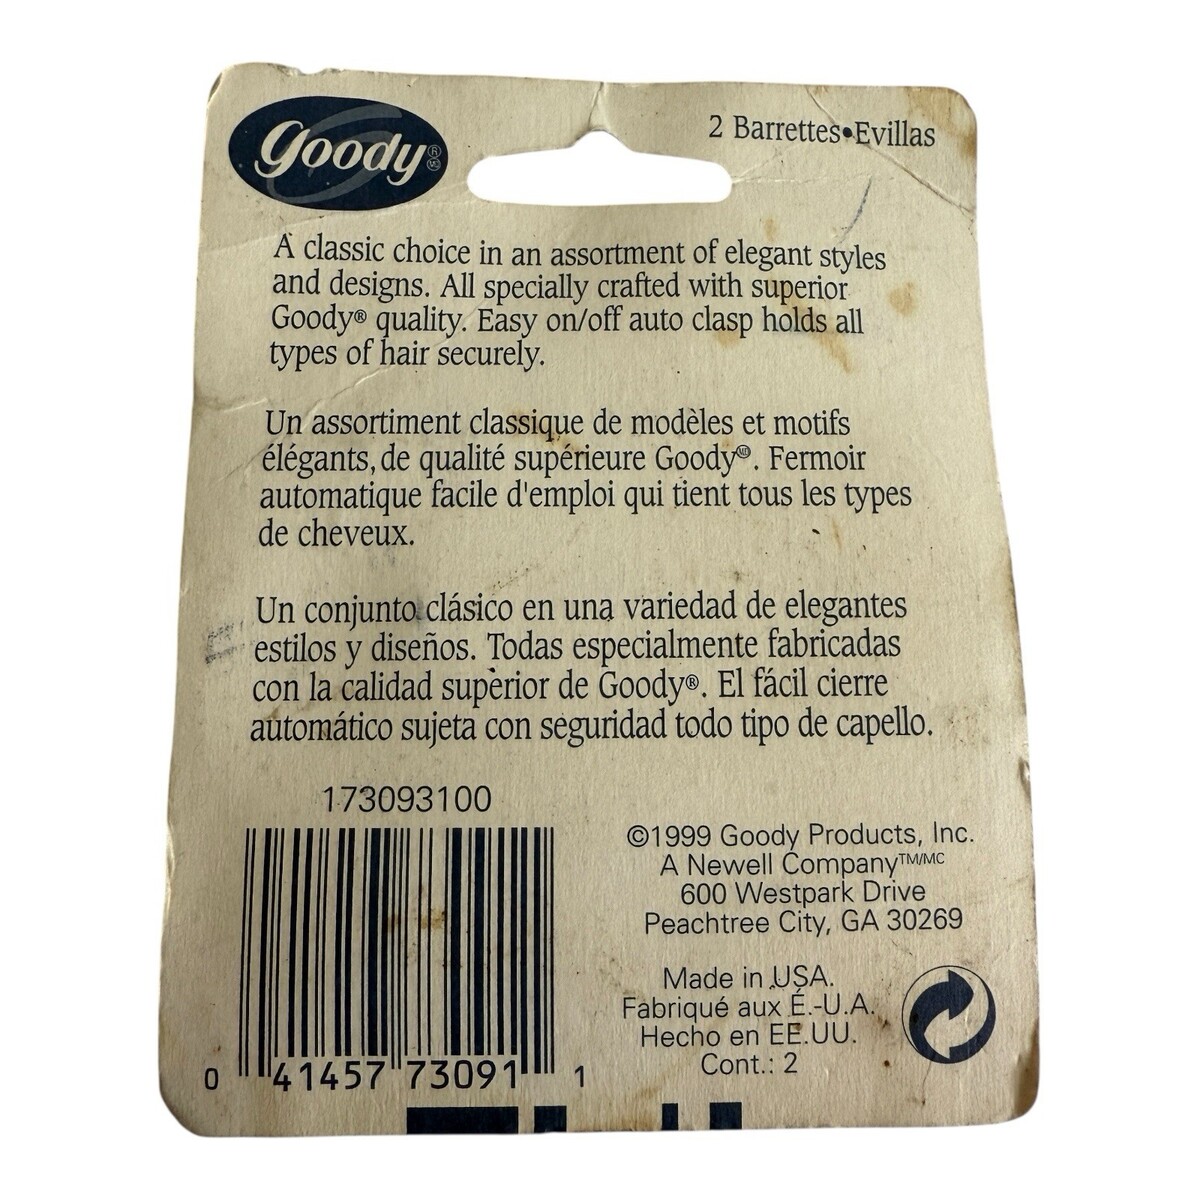 goody® MD
2 Barrettes•Evillas
A classic choice in an assortment of elegant styles
and designs. All specially crafted with superior
Goody® quality. Easy on/off auto clasp holds all
types of hair securely.
Un assortiment classique de modèles et motifs
élégants, de qualité supérieure Goody MD. Fermoir
automatique facile d'emploi qui tient tous les types
de cheveux.
Un conjunto clásico en una variedad de elegantes
estilos y diseños. Todas especialmente fabricadas
con la calidad superior de Goody®. El fácil cierre
automático sujeta con seguridad todo tipo de capello.
173093100
0 41457 73091 1
©1999 Goody Products, Inc.
A Newell Company™/MC
600 Westpark Drive
Peachtree City, GA 30269
Made in USA.
Fabriqué aux É.-U.A.
Hecho en EE.UU.
Cont.: 2